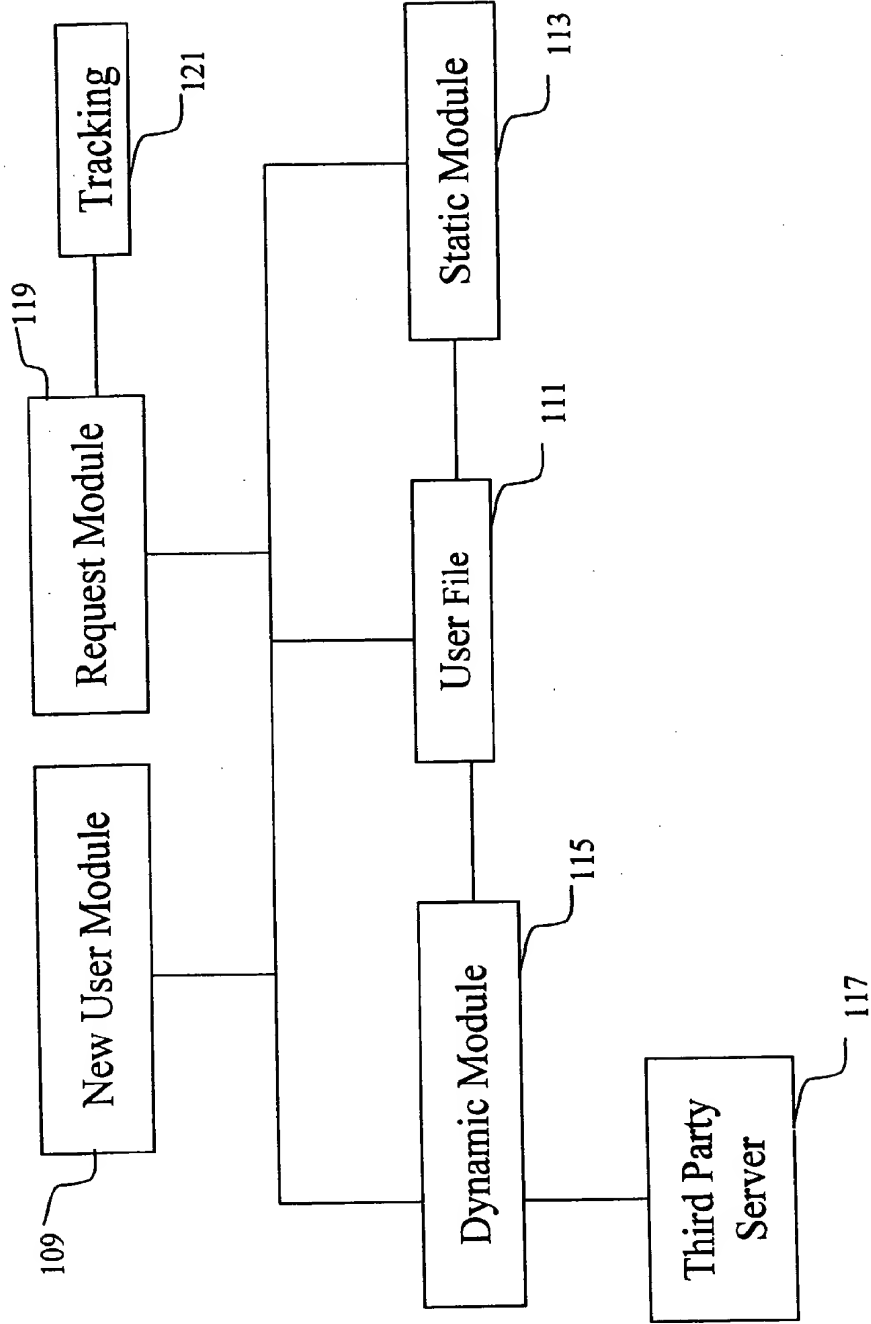 109
New User Module
Request Module
119
Tracking
121
Dynamic Module
115
User File
111
Static Module
113
Third Party
Server
117